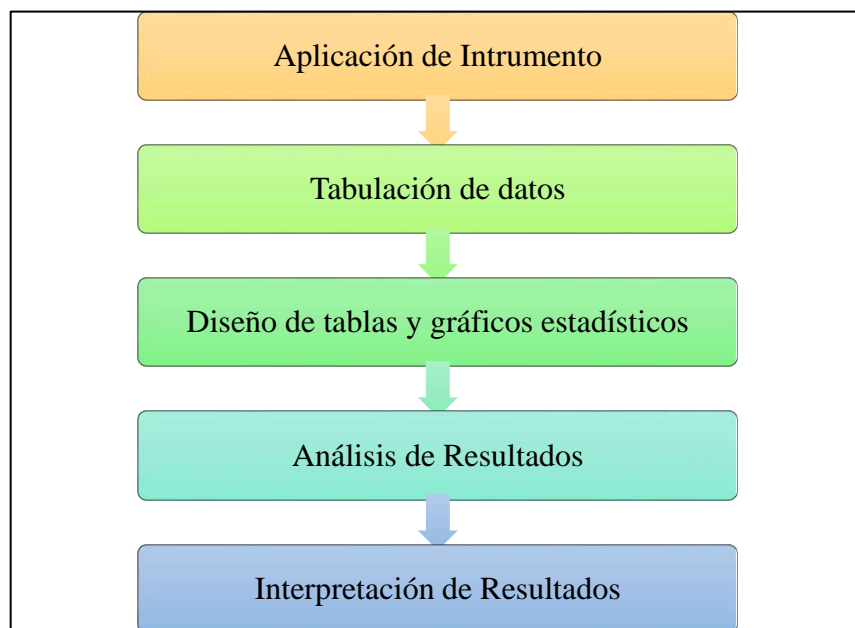 Aplicación de Intrumento
Tabulación de datos
Diseño de tablas y gráficos estadísticos
Análisis de Resultados
Interpretación de Resultados